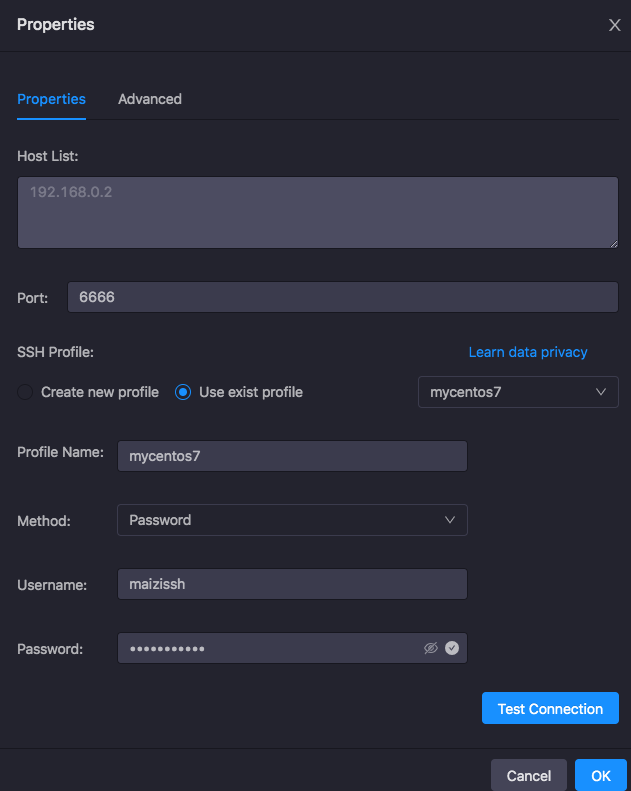 Properties
Properties Advanced
Host List:
192.168.0.2
Port: 6666
SSH Profile: Learn data privacy
Create new profile Use exist profile mycentos7
Profile Name: mycentos7
Method: Password
Username: maizissh
Password: •••••••••••
Test Connection
Cancel OK